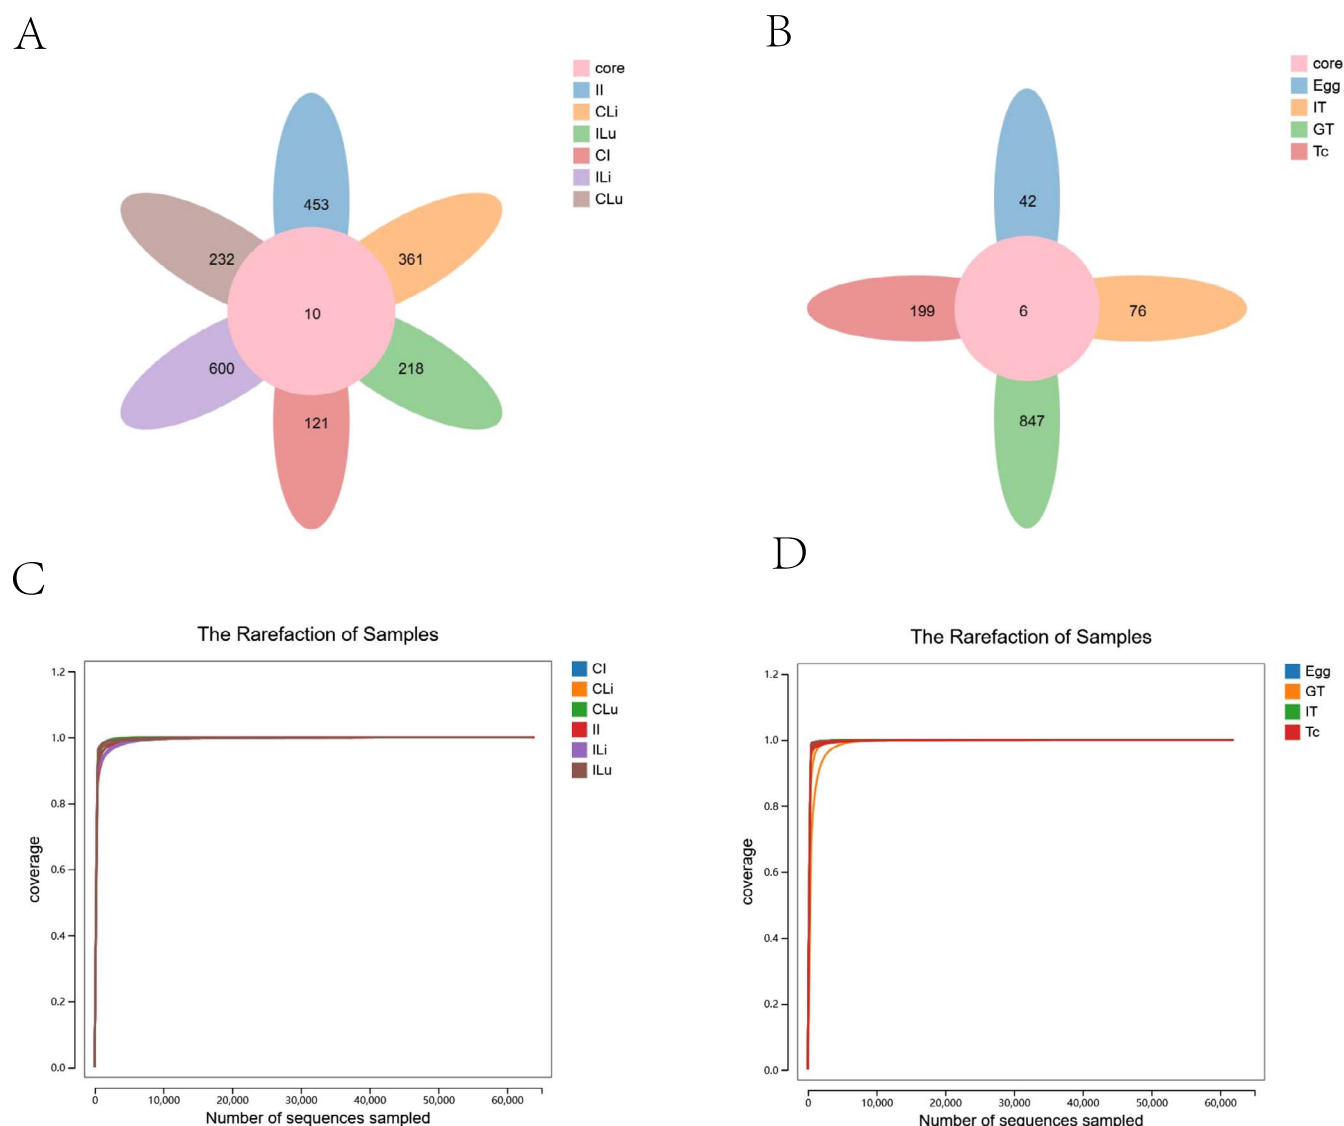 A
B
core
II
CLi
ILu
CI
ILi
CLu
453
361
218
121
600
232
10
core
Egg
IT
GT
Tc
42
76
847
199
6
C
D
The Rarefaction of Samples
CI
CLi
CLu
II
ILi
ILu
1.2
1.0
0.8
0.6
0.4
0.2
0.0
coverage
0 10,000 20,000 30,000 40,000 50,000 60,000
Number of sequences sampled
The Rarefaction of Samples
Egg
GT
IT
Tc
1.2
1.0
0.8
0.6
0.4
0.2
0.0
coverage
0 10,000 20,000 30,000 40,000 50,000 60,000
Number of sequences sampled